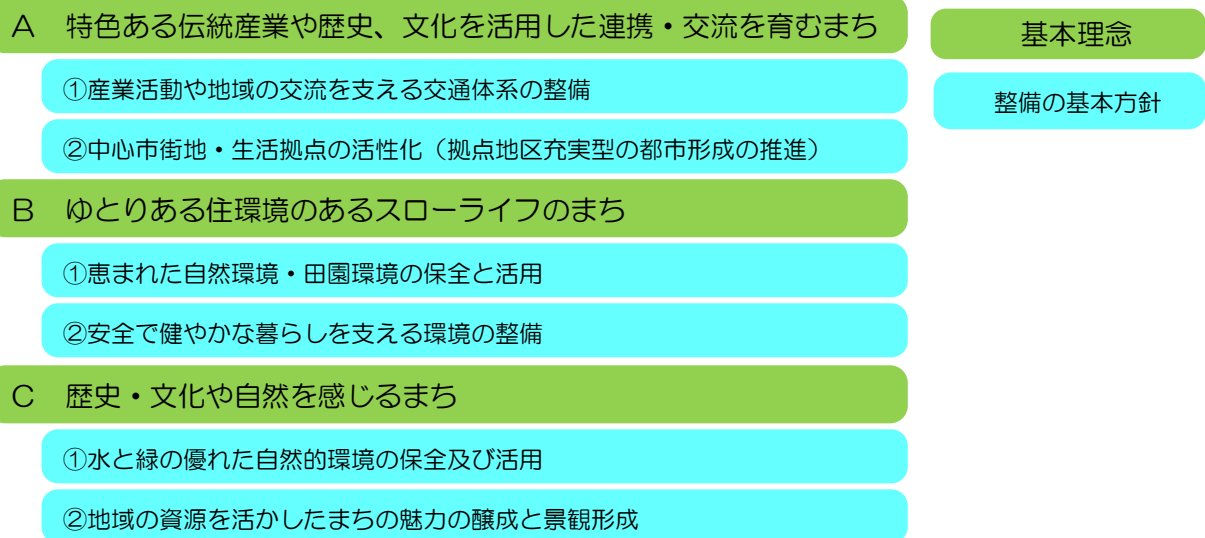 A 特色ある伝統産業や歴史、文化を活用した連携・交流を育むまち
①産業活動や地域の交流を支える交通体系の整備
②中心市街地・生活拠点の活性化（拠点地区充実型の都市形成の推進）
B ゆとりある住環境のあるスローライフのまち
①恵まれた自然環境・田園環境の保全と活用
②安全で健やかな暮らしを支える環境の整備
C 歴史・文化や自然を感じるまち
①水と緑の優れた自然的環境の保全及び活用
②地域の資源を活かしたまちの魅力の醸成と景観形成
基本理念
整備の基本方針